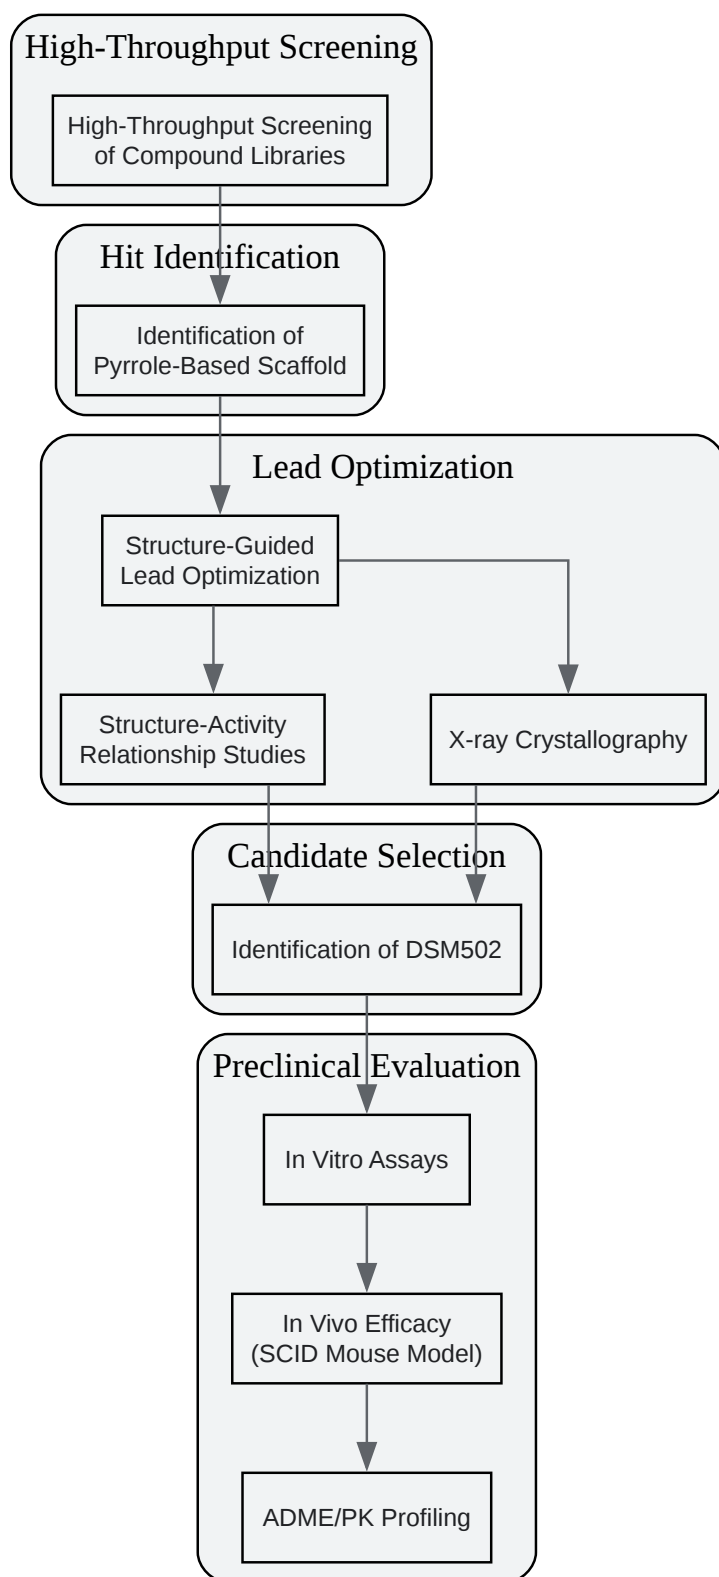 High-Throughput Screening
High-Throughput Screening
of Compound Libraries
Hit Identification
Identification of
Pyrrole-Based Scaffold
Lead Optimization
Structure-Guided
Lead Optimization
Structure-Activity
Relationship Studies
X-ray Crystallography
Candidate Selection
Identification of DSM502
Preclinical Evaluation
In Vitro Assays
In Vivo Efficacy
(SCID Mouse Model)
ADME/PK Profiling